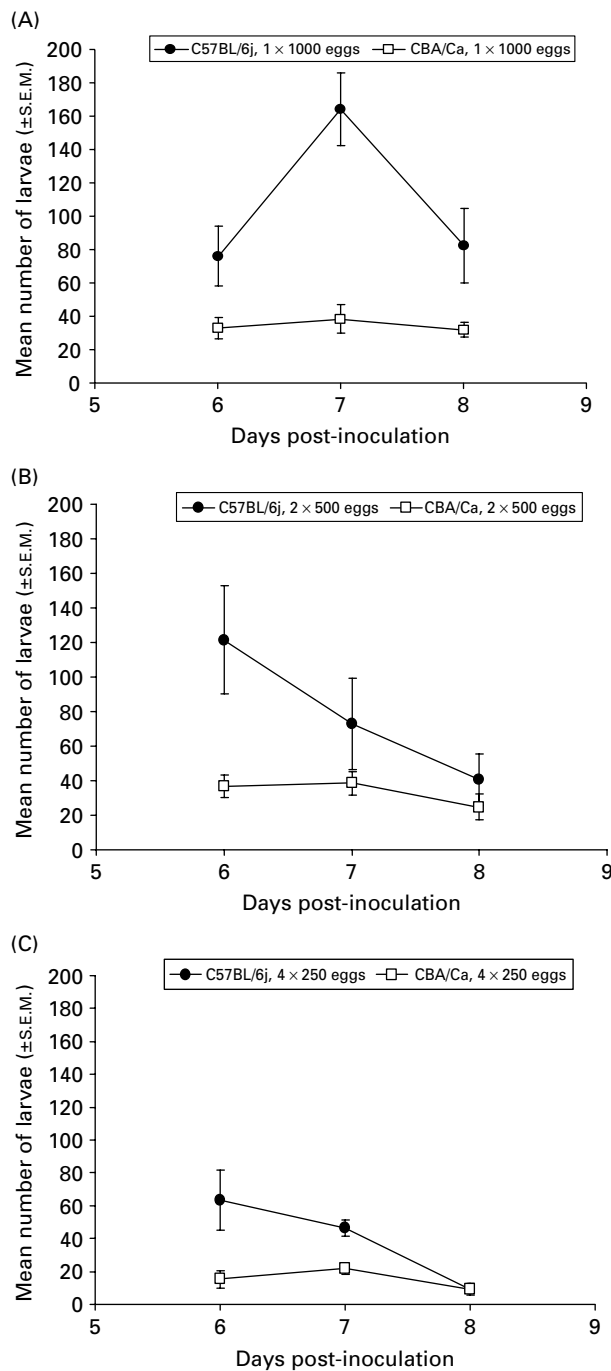 (A)
C57BL/6j, 1 × 1000 eggs CBA/Ca, 1 × 1000 eggs
Mean number of larvae (±S.E.M.)
200
180
160
140
120
100
80
60
40
20
0
5 6 7 8 9
Days post-inoculation
(B)
C57BL/6j, 2 × 500 eggs CBA/Ca, 2 × 500 eggs
Mean number of larvae (±S.E.M.)
200
180
160
140
120
100
80
60
40
20
0
5 6 7 8 9
Days post-inoculation
(C)
C57BL/6j, 4 × 250 eggs CBA/Ca, 4 × 250 eggs
Mean number of larvae (±S.E.M.)
200
180
160
140
120
100
80
60
40
20
0
5 6 7 8 9
Days post-inoculation